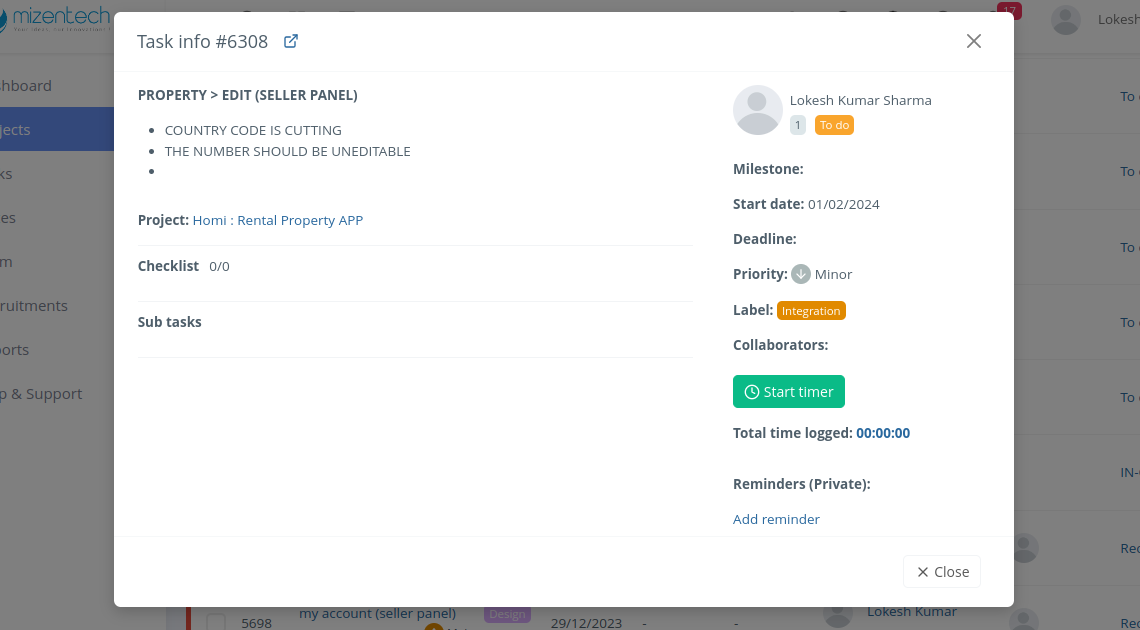 mizentech
17
Lokesh
Task info #6308
PROPERTY > EDIT (SELLER PANEL)
COUNTRY CODE IS CUTTING
THE NUMBER SHOULD BE UNEDITABLE
Project: Homi : Rental Property APP
Checklist 0/0
Sub tasks
Lokesh Kumar Sharma
1 To do
Milestone:
Start date: 01/02/2024
Deadline:
Priority: Minor
Label: Integration
Collaborators:
Start timer
Total time logged: 00:00:00
Reminders (Private):
Add reminder
Close
hboard
jects
ks
es
m
ruitments
orts
p & Support
To
To
To
To
To
IN-
Rec
5698
my account (seller panel)
Design
29/12/2023
-
-
Lokesh Kumar
Rec